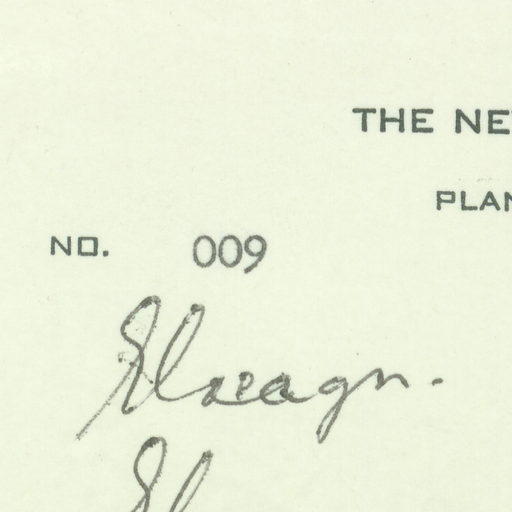 THE NE
PLAN
NO. 009
Elaeagn.